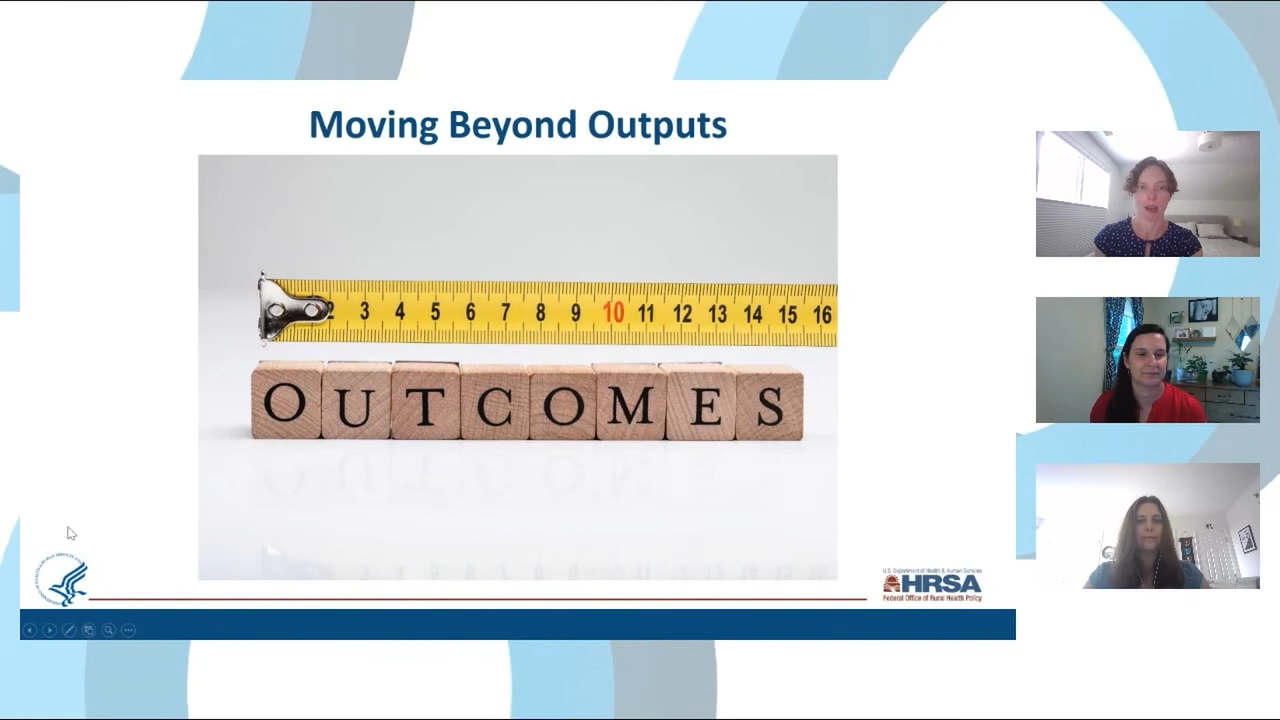 Moving Beyond Outputs
2 3 4 5 6 7 8 9 10 11 12 13 14 15 16
OUTCOMES
U.S. Department of Health & Human Services
HRSA
Federal Office of Rural Health Policy